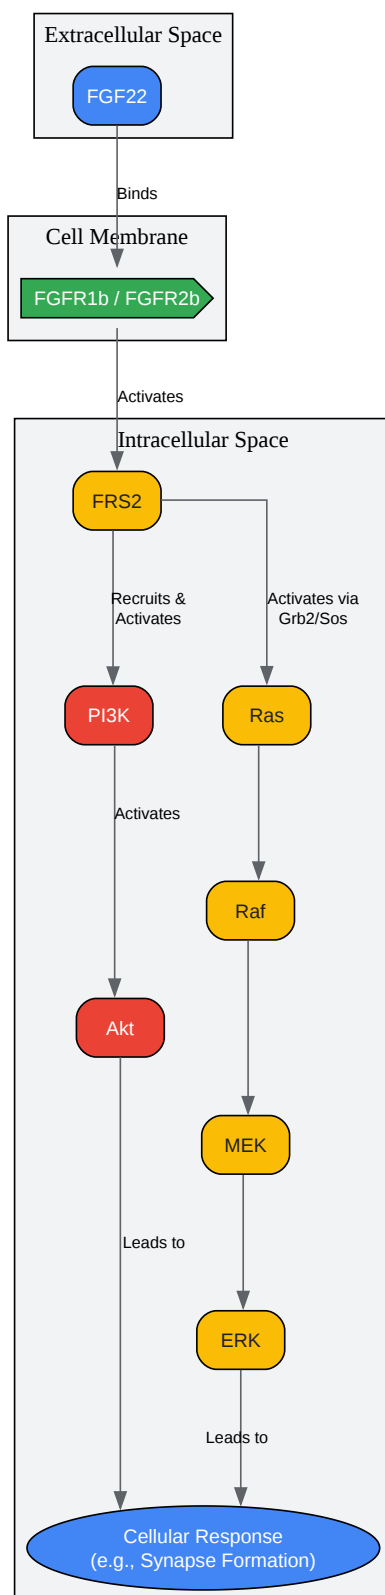 Extracellular Space
FGF22
Binds
Cell Membrane
FGFR1b / FGFR2b
Activates
Intracellular Space
FRS2
Recruits &
Activates
Activates via
Grb2/Sos
PI3K
Ras
Activates
Raf
Akt
MEK
Leads to
ERK
Leads to
Cellular Response
(e.g., Synapse Formation)